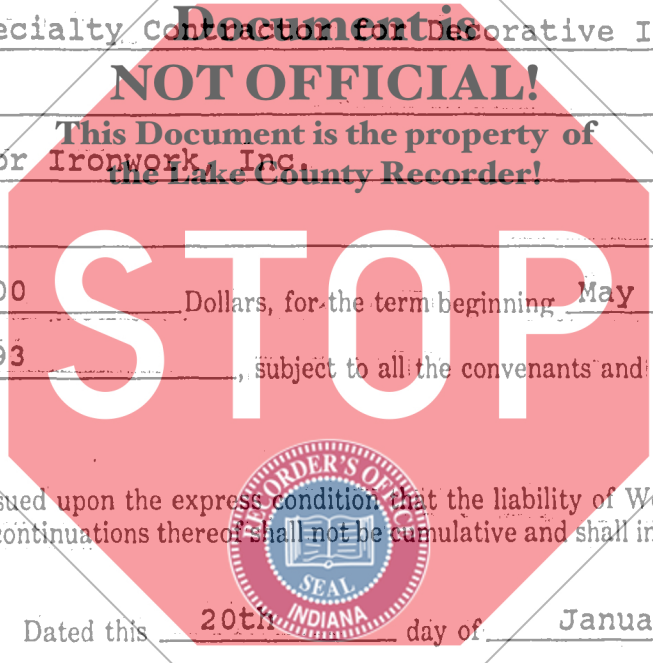 ecialty Contractor for Decorative I
Document is
NOT OFFICIAL!
This Document is the property of
the Lake County Recorder!
or Ironwork, Inc.
STOP
00 Dollars, for the term beginning May
93 , subject to all the convenants and
sued upon the express condition that the liability of We
continuations thereof shall not be cumulative and shall in
RECORDER'S OFFICE
SEAL
INDIANA
Dated this 20th day of Janua